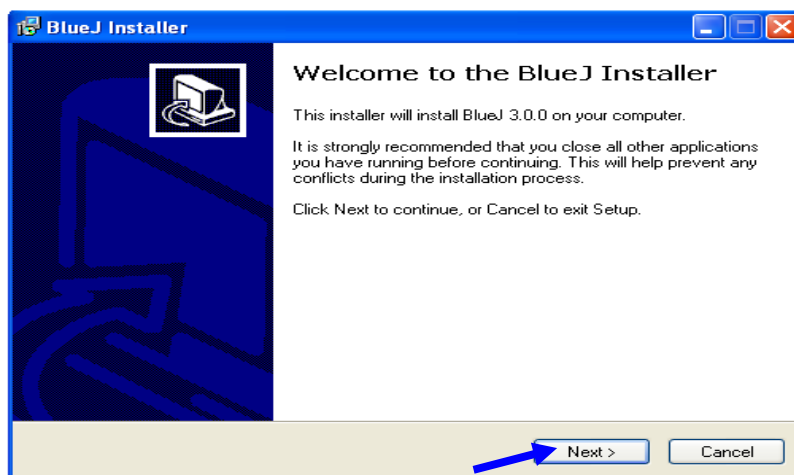 BlueJ Installer
Welcome to the BlueJ Installer
This installer will install BlueJ 3.0.0 on your computer.
It is strongly recommended that you close all other applications
you have running before continuing. This will help prevent any
conflicts during the installation process.
Click Next to continue, or Cancel to exit Setup.
Next >
Cancel